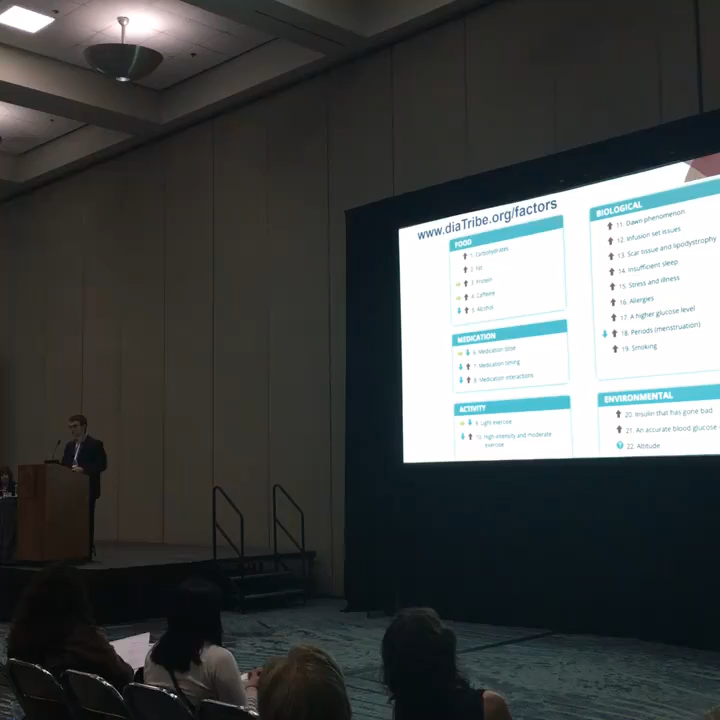 www.diaTribe.org/factors
FOOD
1. Carbohydrates
2. Fat
3. Protein
4. Caffeine
5. Alcohol
MEDICATION
6. Medication dose
7. Medication timing
8. Medication interactions
ACTIVITY
9. Light exercise
10. High-intensity and moderate
exercise
BIOLOGICAL
11. Dawn phenomenon
12. Infusion set issues
13. Scar tissue and lipodystrophy
14. Insufficient sleep
15. Stress and illness
16. Allergies
17. A higher glucose level
18. Periods (menstruation)
19. Smoking
ENVIRONMENTAL
20. Insulin that has gone bad
21. An accurate blood glucose
?
22. Altitude